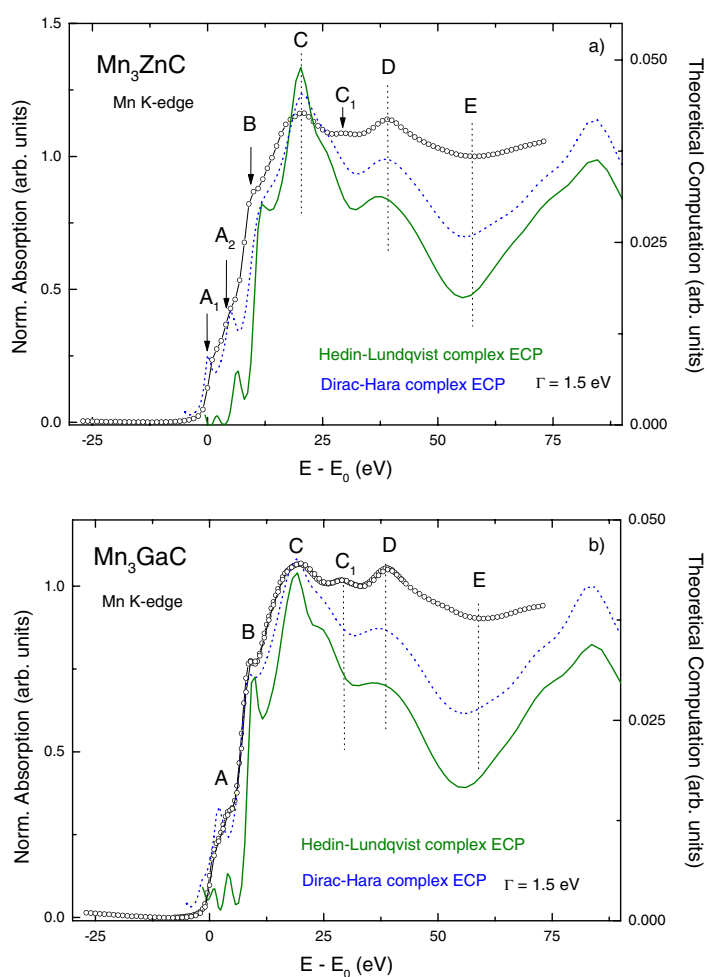 a)
Mn₃ZnC
Mn K-edge
A₁
A₂
B
C
C₁
D
E
Hedin-Lundqvist complex ECP
Dirac-Hara complex ECP
Γ = 1.5 eV
Norm. Absorption (arb. units)
1.5
1.0
0.5
0.0
Theoretical Computation (arb. units)
0.050
0.025
0.000
-25 0 25 50 75
E - E₀ (eV)
b)
Mn₃GaC
Mn K-edge
A
B
C
C₁
D
E
Hedin-Lundqvist complex ECP
Dirac-Hara complex ECP
Γ = 1.5 eV
Norm. Absorption (arb. units)
1.0
0.5
0.0
Theoretical Computation (arb. units)
0.050
0.025
0.000
-25 0 25 50 75
E - E₀ (eV)